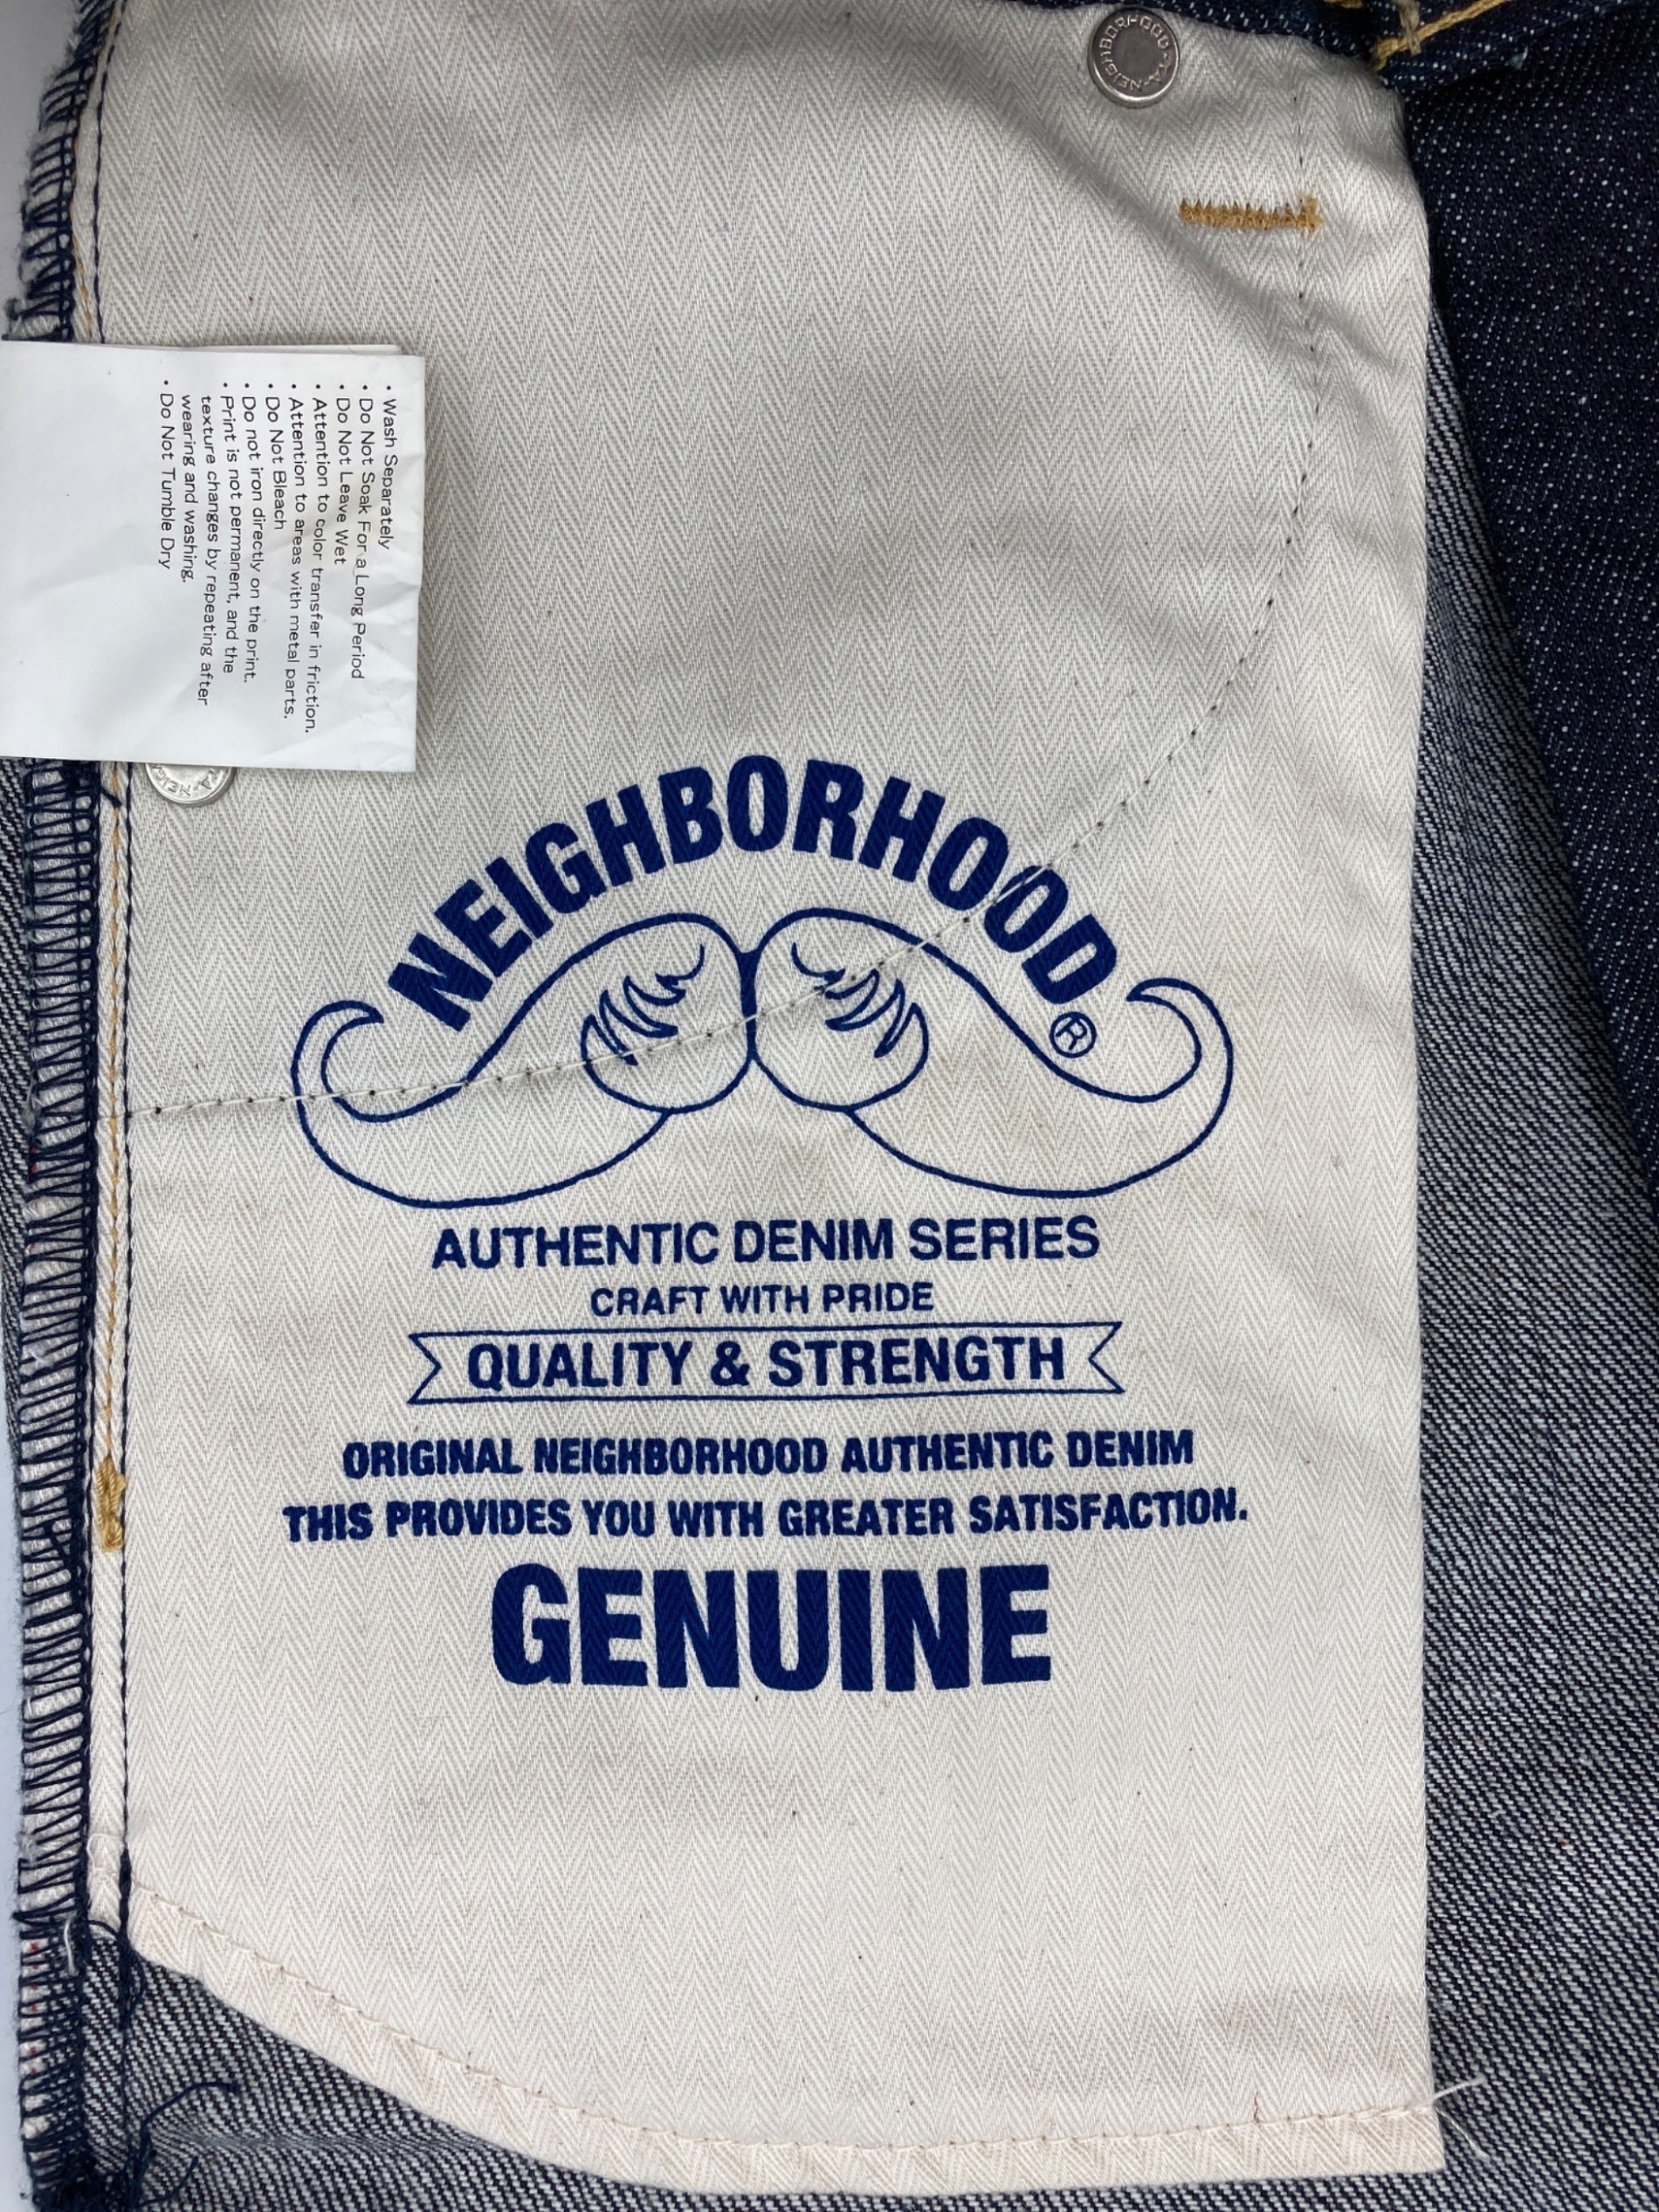 • Wash Separately
• Do Not Soak For a Long Period
• Do Not Leave Wet
• Attention to color transfer in friction.
• Attention to areas with metal parts.
• Do Not Bleach
• Do not iron directly on the print.
• Print is not permanent, and the
texture changes by repeating after
wearing and washing.
• Do Not Tumble Dry
NEIGHBORHOOD®
AUTHENTIC DENIM SERIES
CRAFT WITH PRIDE
QUALITY & STRENGTH
ORIGINAL NEIGHBORHOOD AUTHENTIC DENIM
THIS PROVIDES YOU WITH GREATER SATISFACTION.
GENUINE